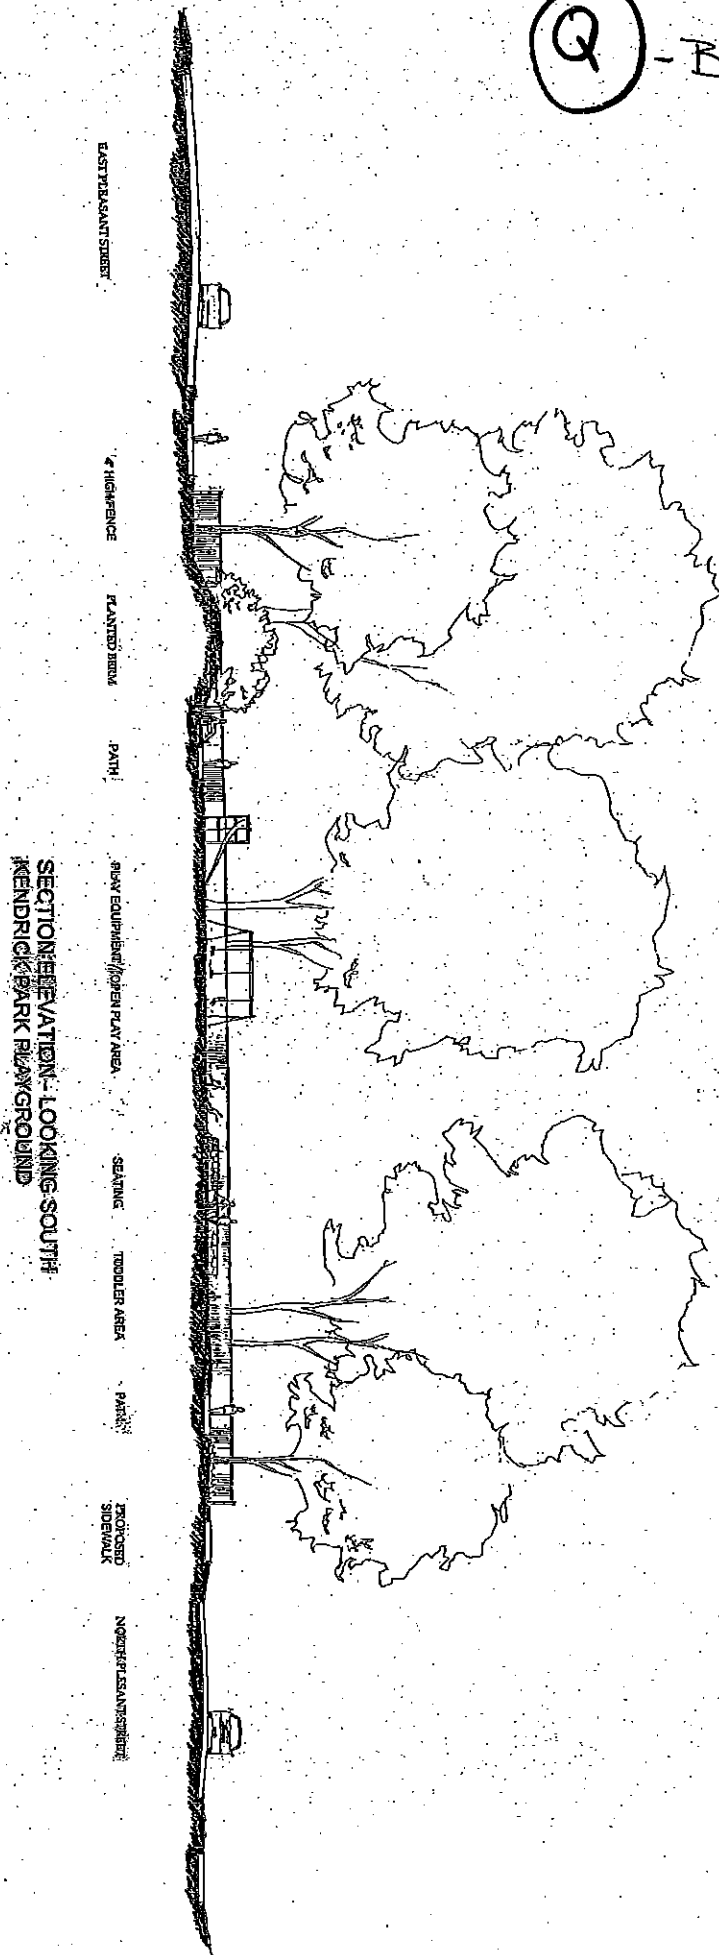 Q - B
EAST PLEASANT STREET
4' HIGH FENCE
PLANTED BERM
PATH
PLAY EQUIPMENT/OPEN PLAY AREA
SEATING
TODDLER AREA
PATH
PROPOSED
SIDEWALK
NORTH PLESANT STREET
SECTION ELEVATION - LOOKING SOUTH
KENDRICK PARK PLAYGROUND